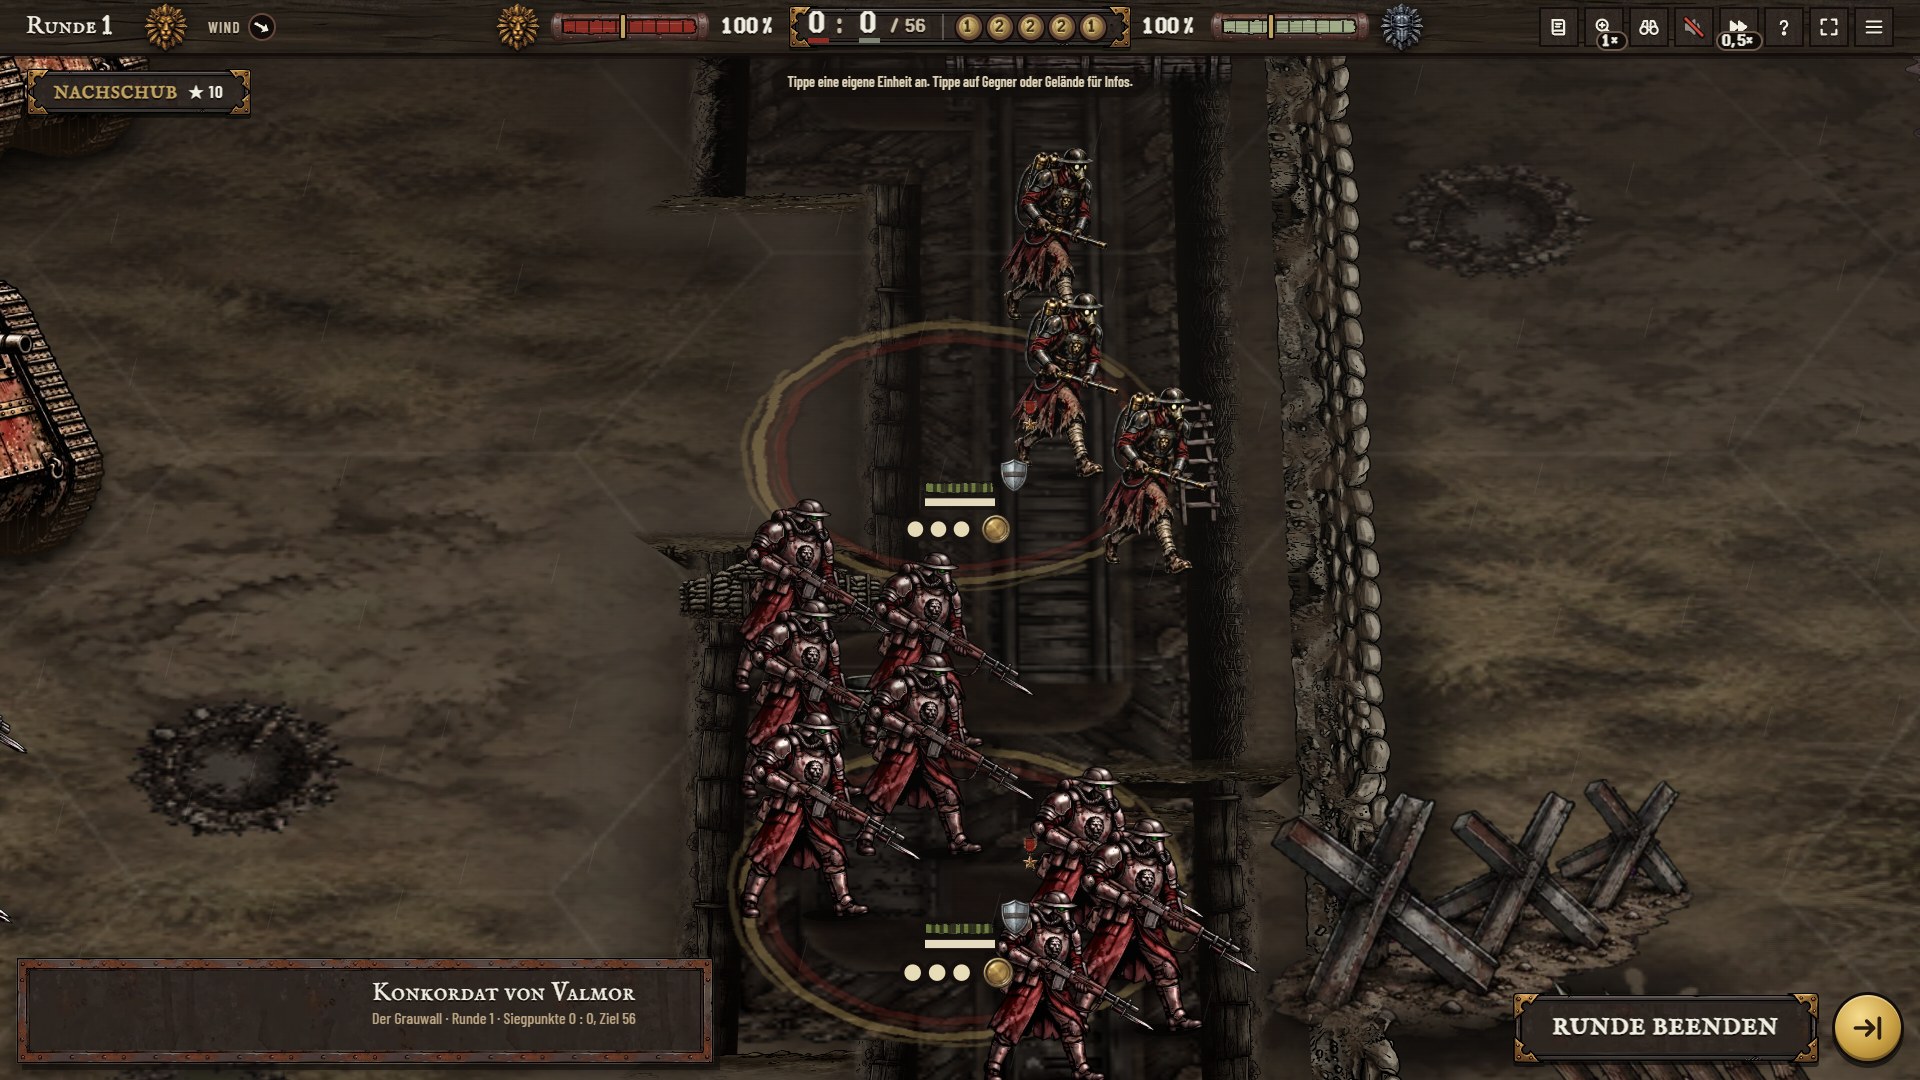 Runde 1
WIND
100 %
0 : 0 / 56
1 2 2 2 1
100 %
1×
0,5×
?
NACHSCHUB ★ 10
Tippe eine eigene Einheit an. Tippe auf Gegner oder Gelände für Infos.
Konkordat von Valmor
Der Grauwall · Runde 1 · Siegpunkte 0 : 0, Ziel 56
RUNDE BEENDEN